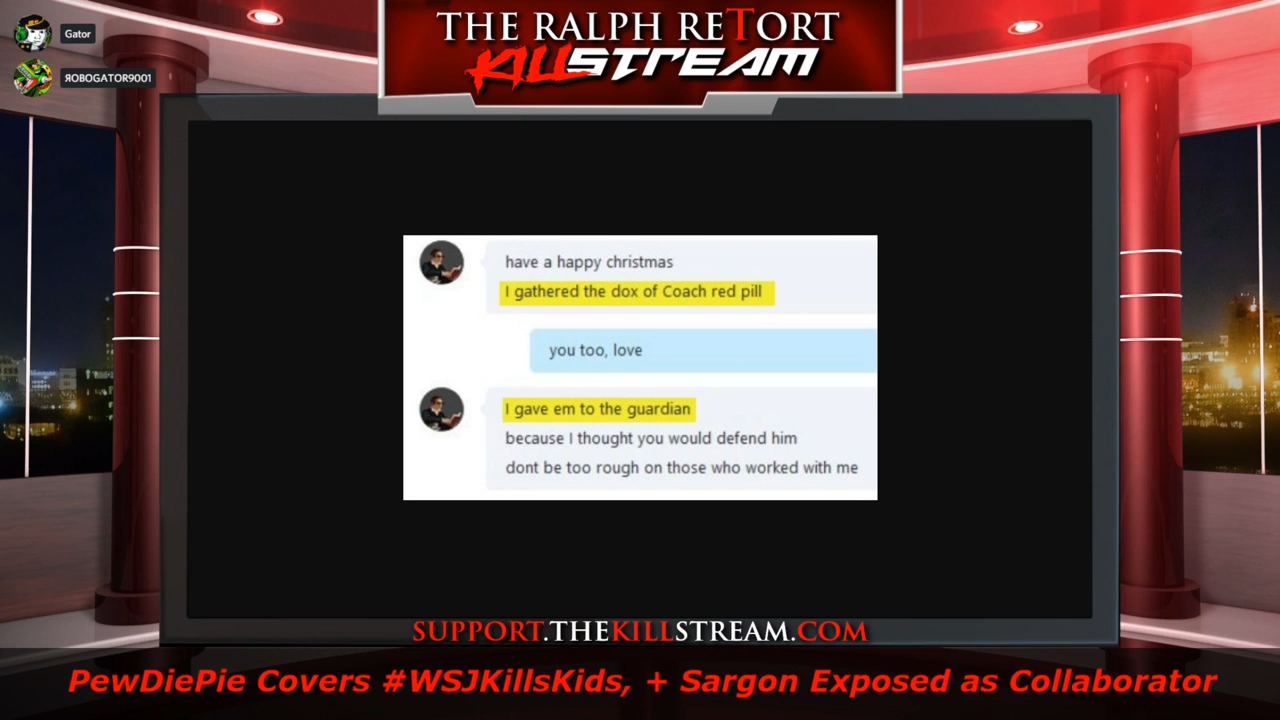 Gator
ЯOBOGATOR9001
THE RALPH RETORT
KILLSTREAM
have a happy christmas
I gathered the dox of Coach red pill
you too, love
I gave em to the guardian
because I thought you would defend him
dont be too rough on those who worked with me
SUPPORT.THEKILLSTREAM.COM
PewDiePie Covers #WSJKillsKids, + Sargon Exposed as Collaborator